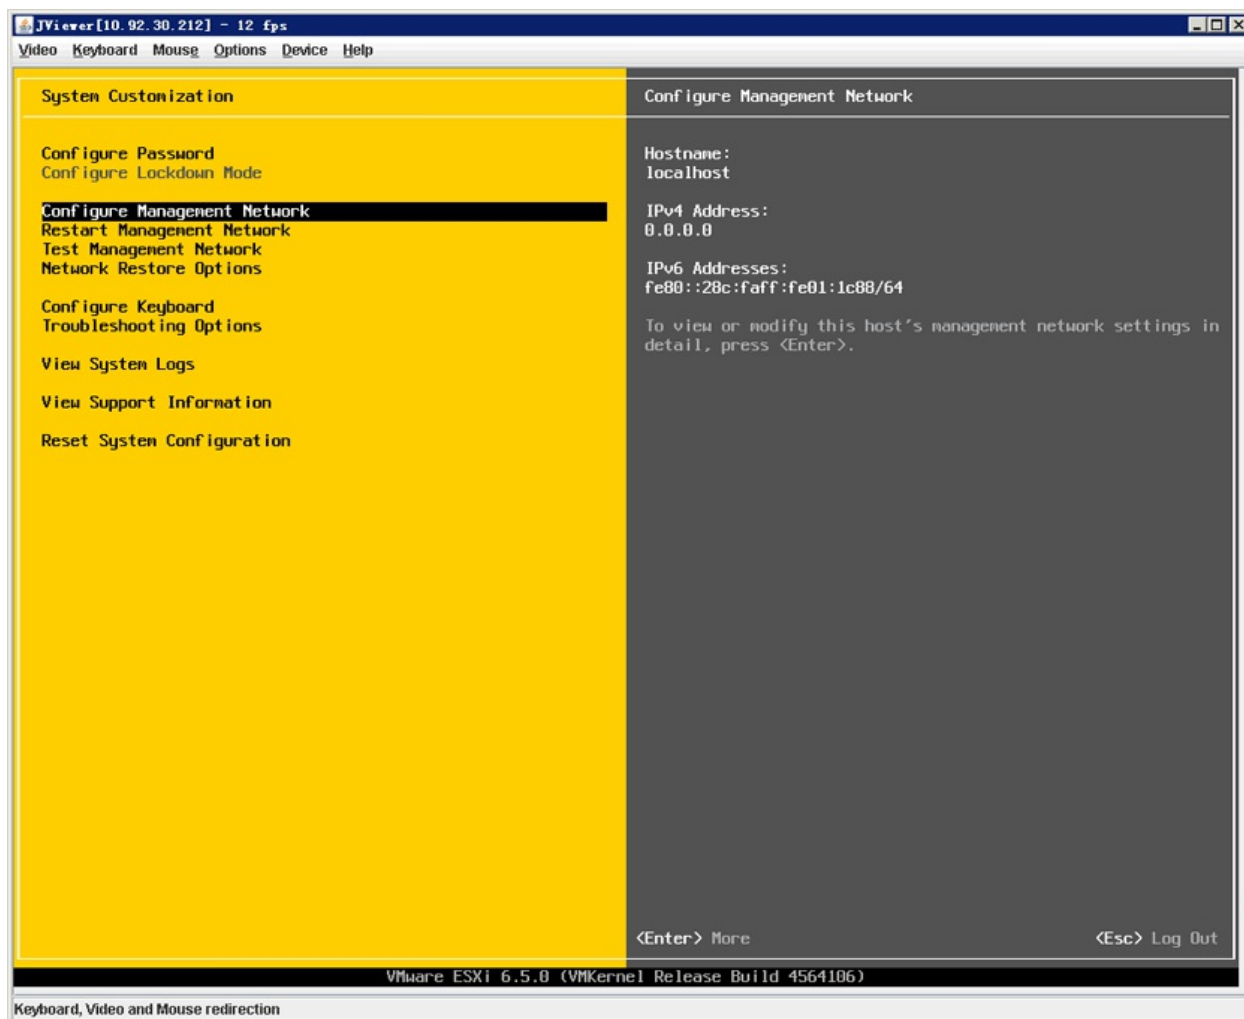 JViewer[10.92.30.212] - 12 fps
Video Keyboard Mouse Options Device Help
System Customization
Configure Password
Configure Lockdown Mode
Configure Management Network
Restart Management Network
Test Management Network
Network Restore Options
Configure Keyboard
Troubleshooting Options
View System Logs
View Support Information
Reset System Configuration
Configure Management Network
Hostname:
localhost
IPv4 Address:
0.0.0.0
IPv6 Addresses:
fe80::28c:faff:fe01:1c88/64
To view or modify this host's management network settings in
detail, press <Enter>.
<Enter> More
<Esc> Log Out
VMware ESXi 6.5.0 (VMKernel Release Build 4564106)
Keyboard, Video and Mouse redirection